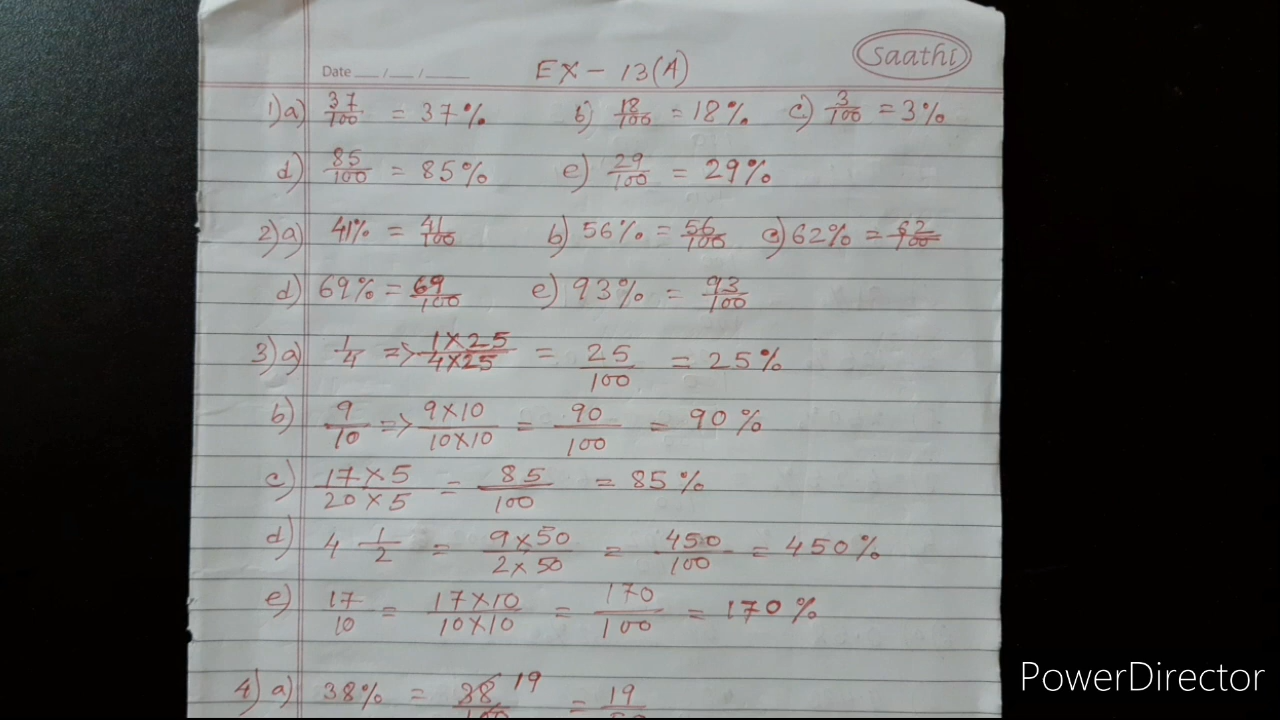 Saathi
Date __/__/____ EX - 13(A)
1) a) 37/100 = 37% b) 18/100 = 18% c) 3/100 = 3%
d) 85/100 = 85% e) 29/100 = 29%
2) a) 41% = 41/100 b) 56% = 56/100 c) 62% = 62/100
d) 69% = 69/100 e) 93% = 93/100
3) a) 1/4 => 1×25/4×25 = 25/100 = 25%
b) 9/10 => 9×10/10×10 = 90/100 = 90%
c) 17×5/20×5 = 85/100 = 85%
d) 4 1/2 = 9×50/2×50 = 450/100 = 450%
e) 17/10 = 17×10/10×10 = 170/100 = 170%
4) a) 38% = 38/100 19 = 19/
PowerDirector